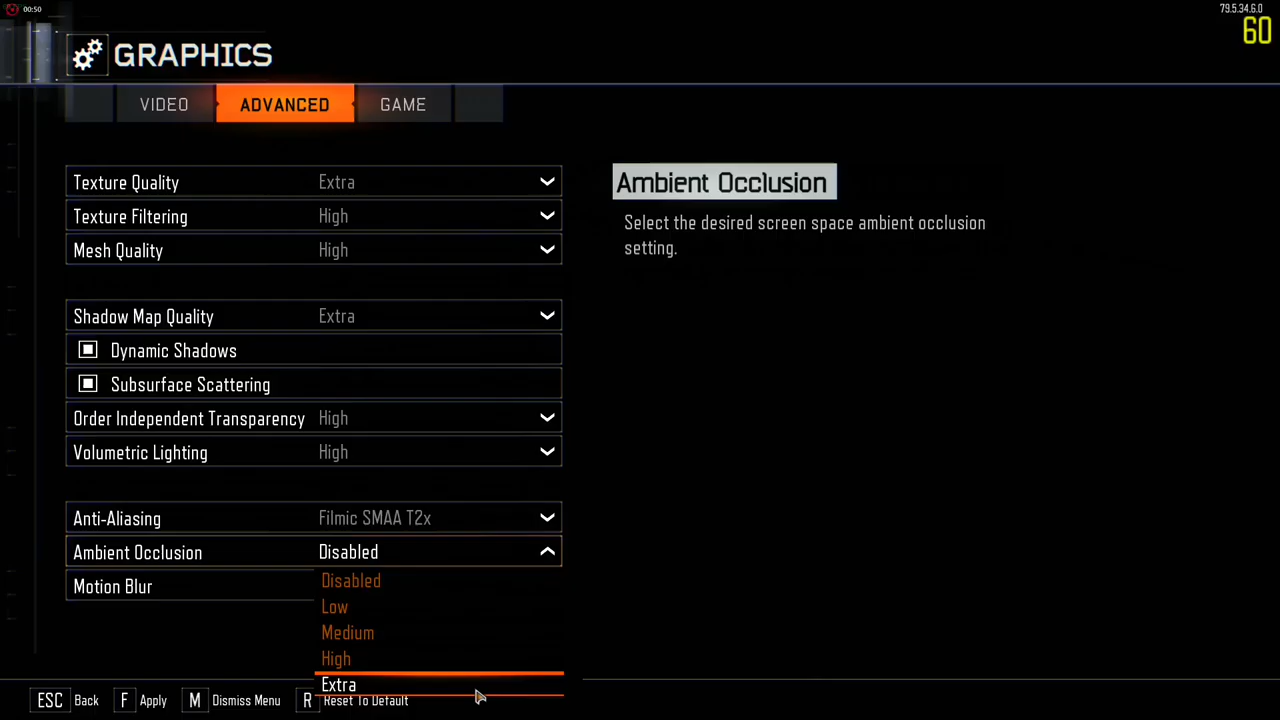 00:50
79.5.34.6.0
60
GRAPHICS
VIDEO ADVANCED GAME
Texture Quality Extra
Texture Filtering High
Mesh Quality High
Shadow Map Quality Extra
Dynamic Shadows
Subsurface Scattering
Order Independent Transparency High
Volumetric Lighting High
Anti-Aliasing Filmic SMAA T2x
Ambient Occlusion Disabled
Motion Blur
Disabled
Low
Medium
High
Extra
Ambient Occlusion
Select the desired screen space ambient occlusion
setting.
ESC Back F Apply M Dismiss Menu R Reset To Default